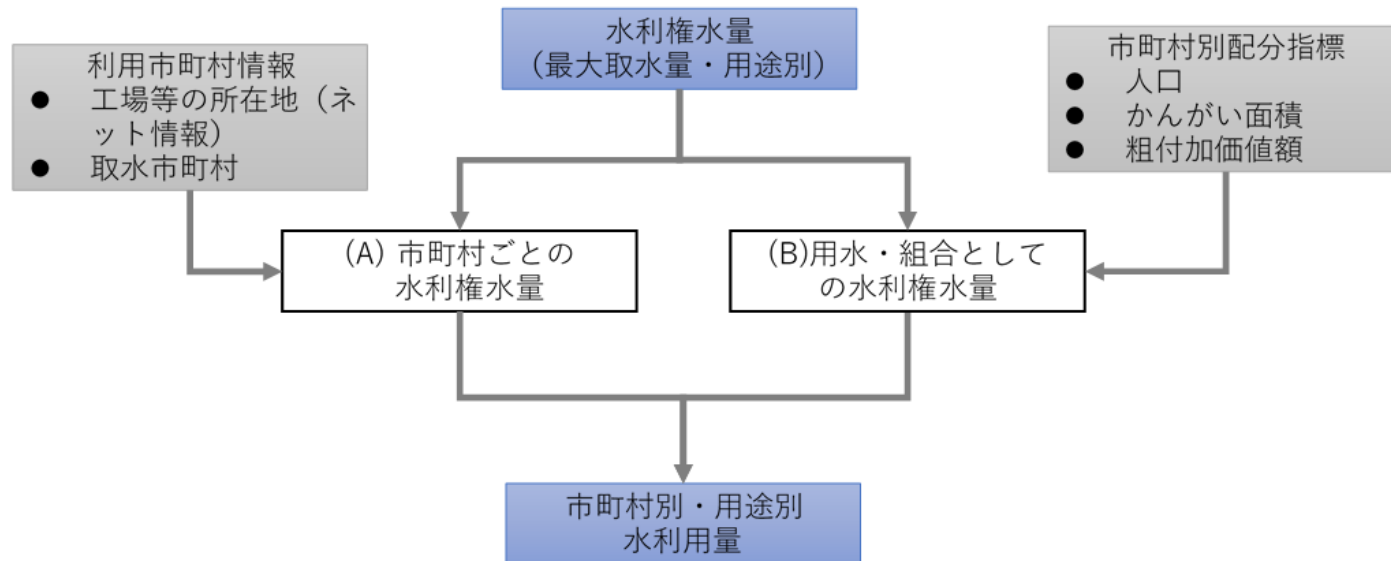 水利権水量
(最大取水量・用途別)
利用市町村情報
● 工場等の所在地（ネ
ット情報）
● 取水市町村
市町村別配分指標
● 人口
● かんがい面積
● 粗付加価値額
(A) 市町村ごとの
水利権水量
(B)用水・組合として
の水利権水量
市町村別・用途別
水利用量